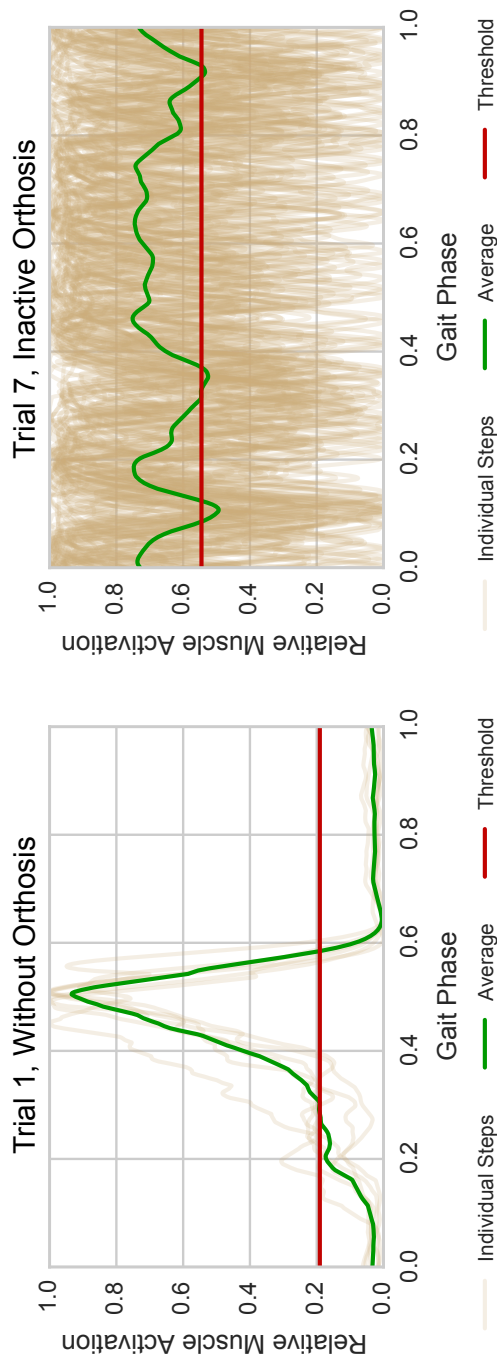 Trial 1, Without Orthosis
Relative Muscle Activation
1.0
0.8
0.6
0.4
0.2
0.0
0.0 0.2 0.4 0.6 0.8 1.0
Gait Phase
Individual Steps Average Threshold
Trial 7, Inactive Orthosis
Relative Muscle Activation
1.0
0.8
0.6
0.4
0.2
0.0
0.0 0.2 0.4 0.6 0.8 1.0
Gait Phase
Individual Steps Average Threshold